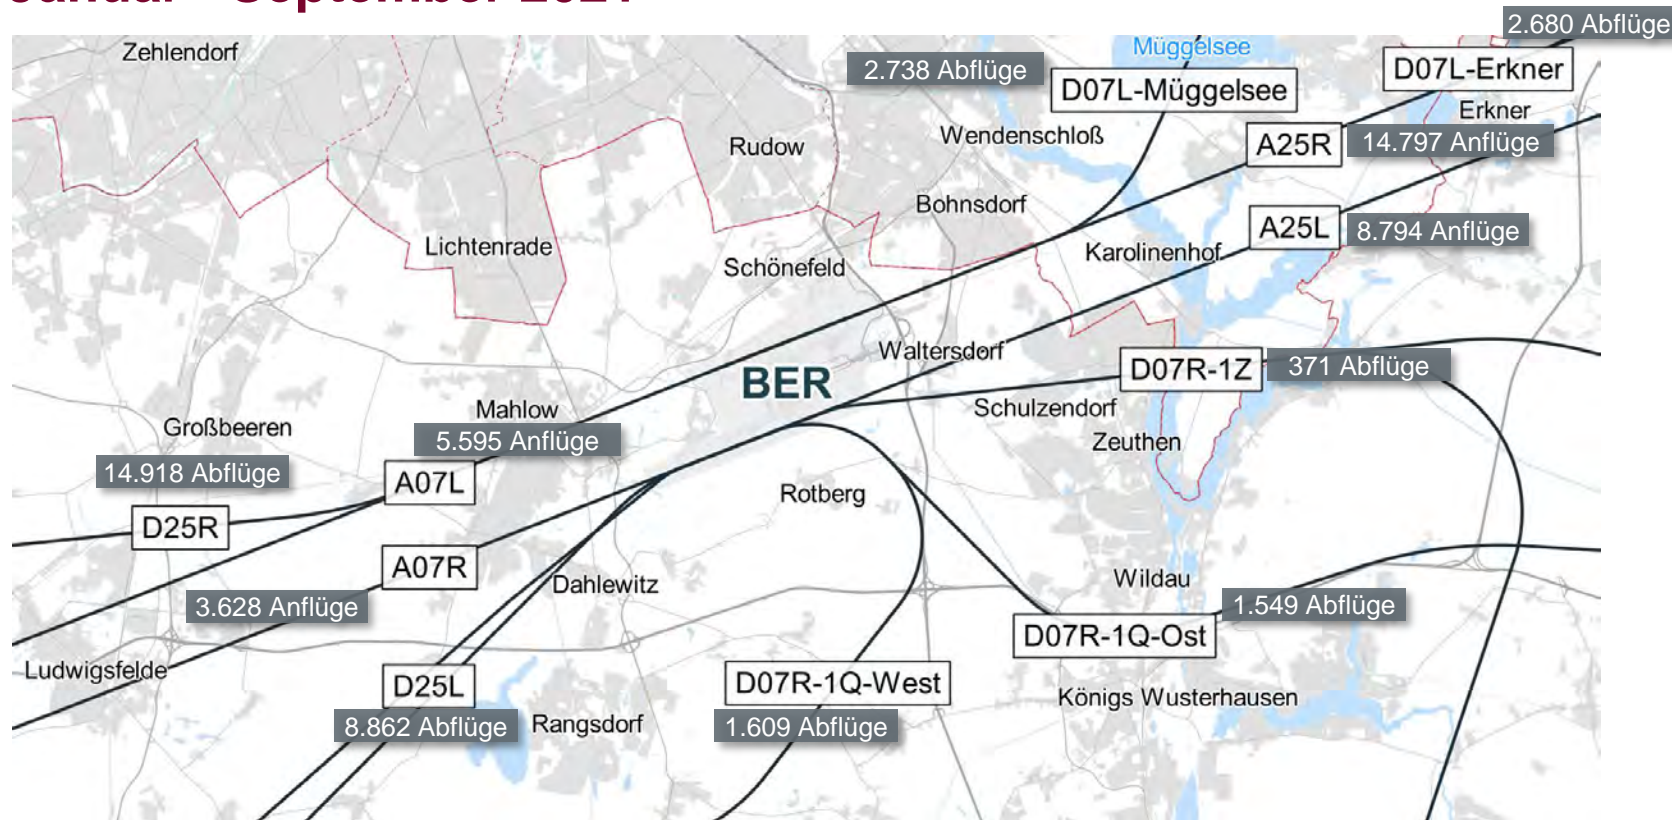 2.680 Abflüge
Zehlendorf
Müggelsee
2.738 Abflüge
D07L-Erkner
D07L-Müggelsee
Erkner
Wendenschloß
Rudow
A25R
14.797 Anflüge
Bohnsdorf
A25L
8.794 Anflüge
Lichtenrade
Karolinenhof
Schönefeld
Waltersdorf
D07R-1Z
371 Abflüge
BER
Mahlow
Schulzendorf
Großbeeren
5.595 Anflüge
Zeuthen
14.918 Abflüge
A07L
Rotberg
D25R
A07R
Dahlewitz
Wildau
3.628 Anflüge
1.549 Abflüge
D07R-1Q-Ost
Ludwigsfelde
D25L
D07R-1Q-West
Königs Wusterhausen
8.862 Abflüge
Rangsdorf
1.609 Abflüge